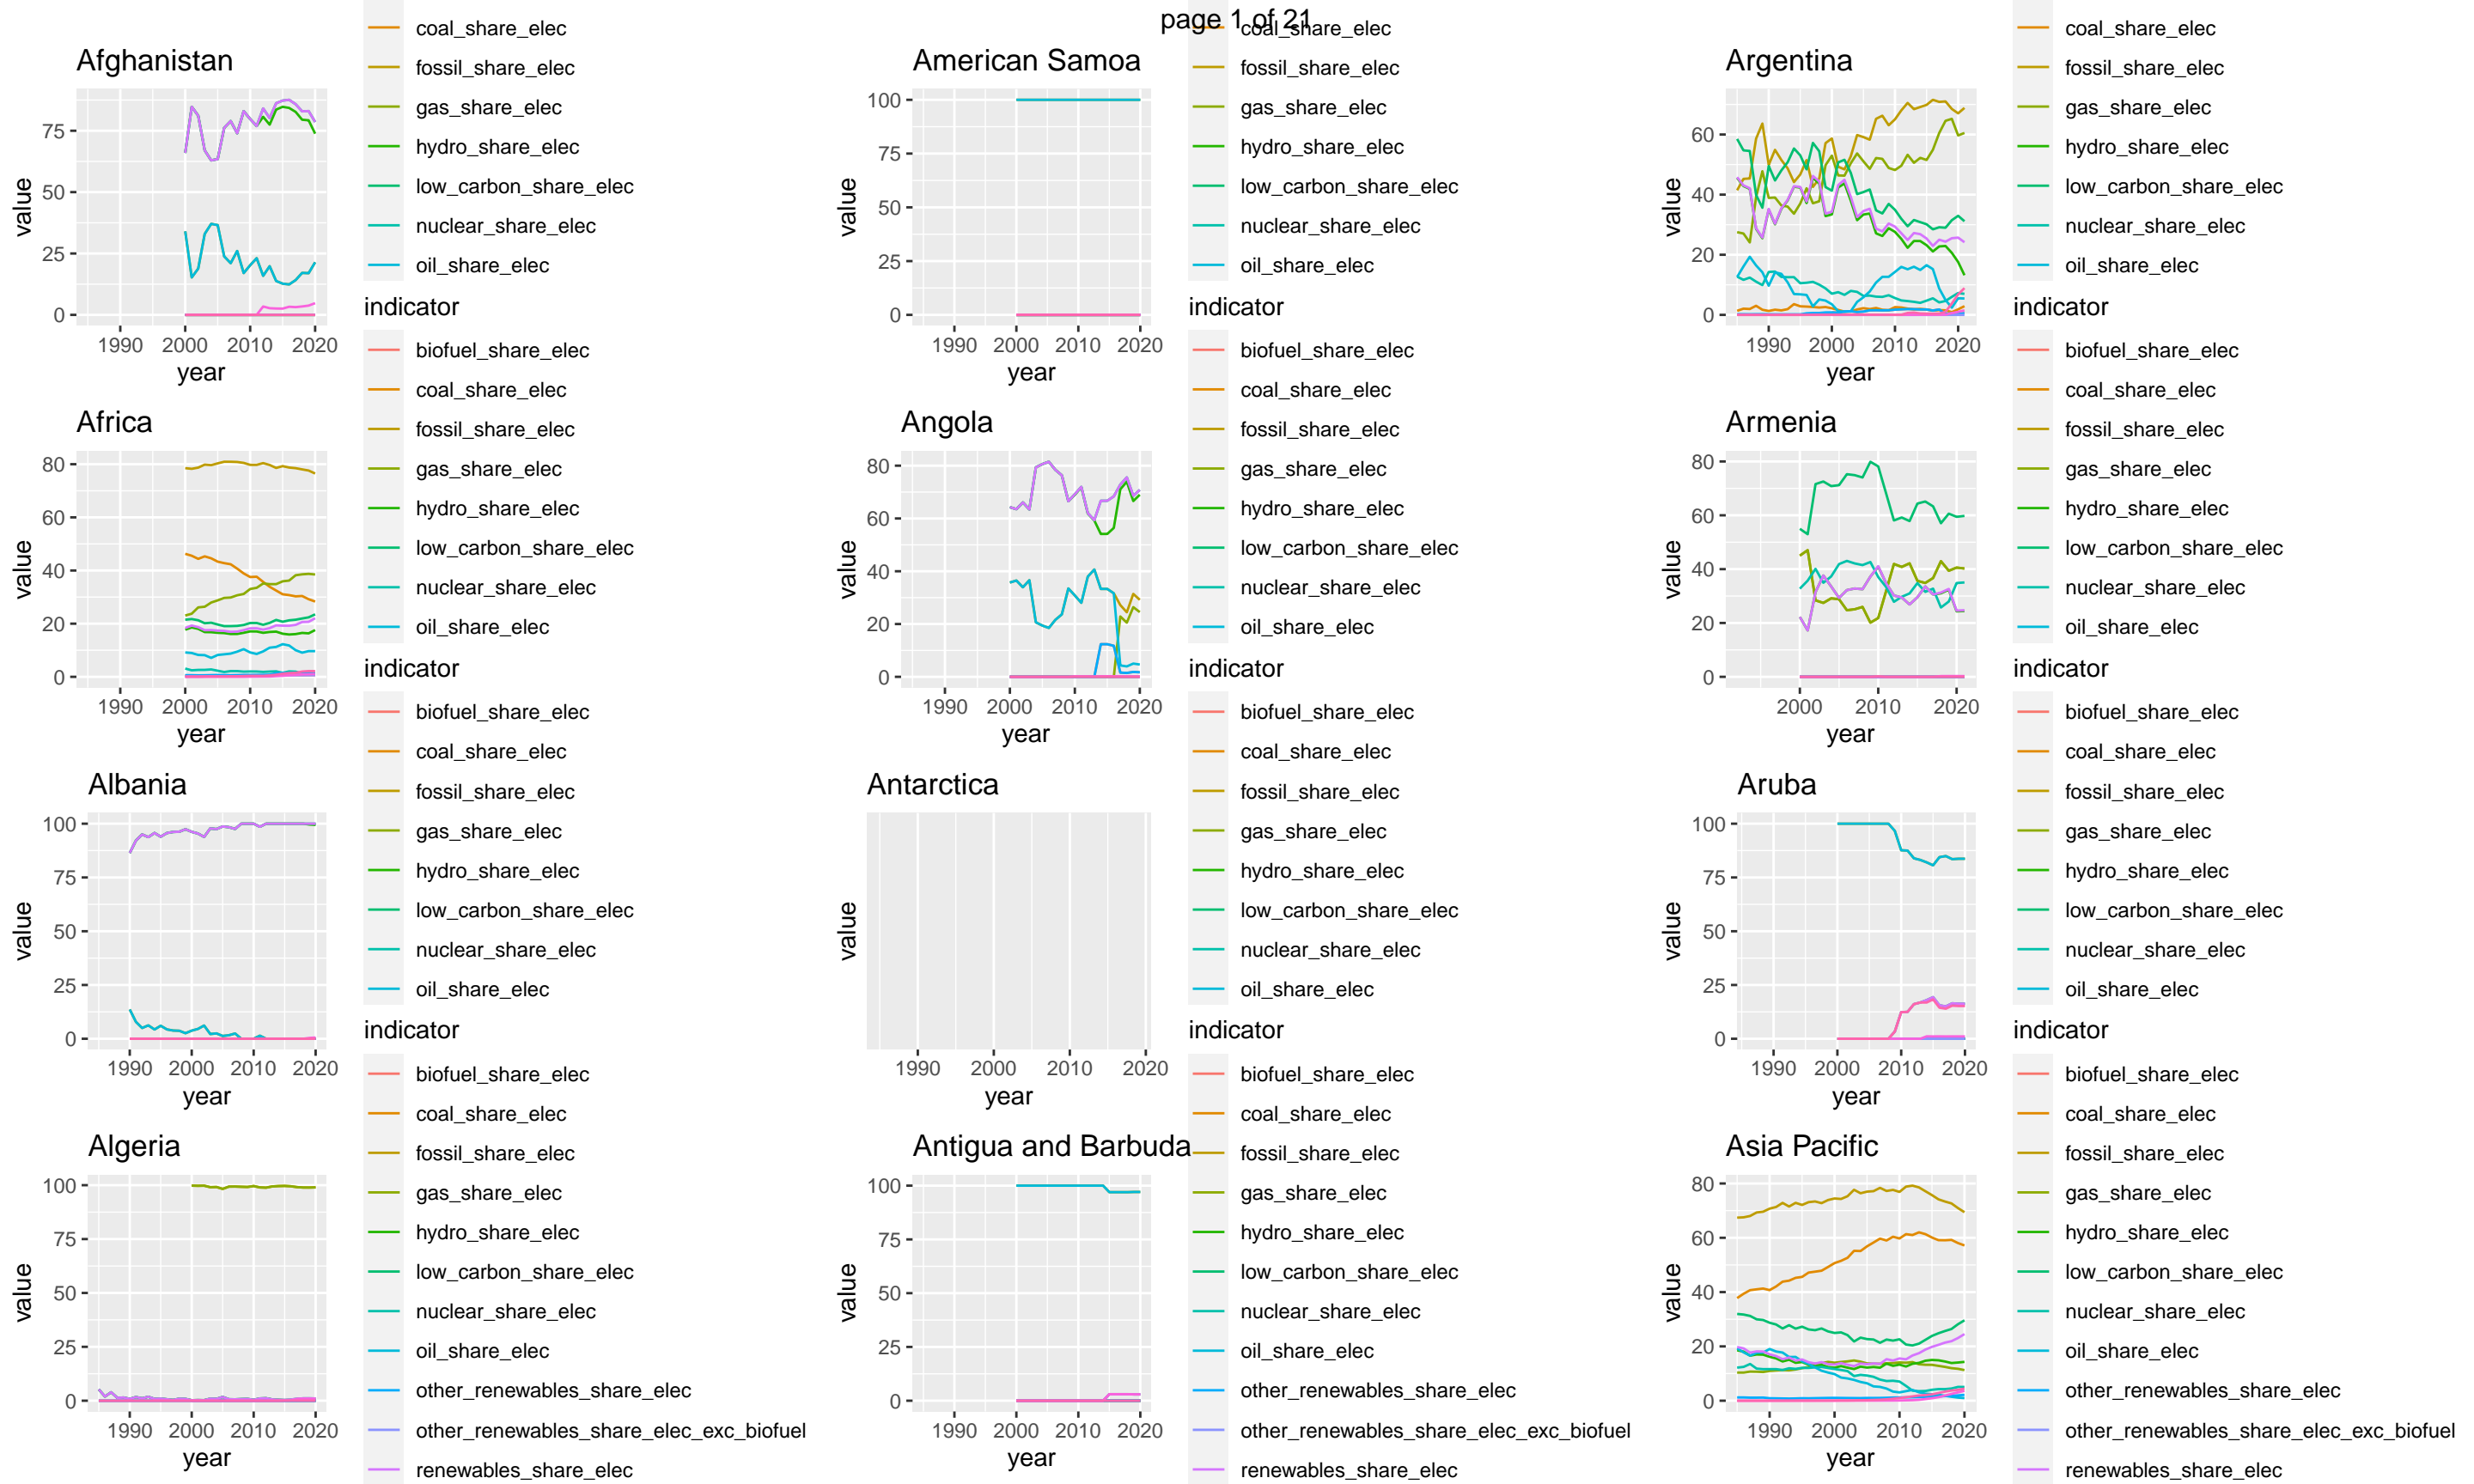 page 1 of 21
Afghanistan
value
75
50
25
0
1990 2000 2010 2020
year
coal_share_elec
fossil_share_elec
gas_share_elec
hydro_share_elec
low_carbon_share_elec
nuclear_share_elec
oil_share_elec
Africa
value
80
60
40
20
0
1990 2000 2010 2020
year
indicator
biofuel_share_elec
coal_share_elec
fossil_share_elec
gas_share_elec
hydro_share_elec
low_carbon_share_elec
nuclear_share_elec
oil_share_elec
Albania
value
100
75
50
25
0
1990 2000 2010 2020
year
indicator
biofuel_share_elec
coal_share_elec
fossil_share_elec
gas_share_elec
hydro_share_elec
low_carbon_share_elec
nuclear_share_elec
oil_share_elec
Algeria
value
100
75
50
25
0
1990 2000 2010 2020
year
indicator
biofuel_share_elec
coal_share_elec
fossil_share_elec
gas_share_elec
hydro_share_elec
low_carbon_share_elec
nuclear_share_elec
oil_share_elec
other_renewables_share_elec
other_renewables_share_elec_exc_biofuel
renewables_share_elec
American Samoa
value
100
75
50
25
0
1990 2000 2010 2020
year
coal_share_elec
fossil_share_elec
gas_share_elec
hydro_share_elec
low_carbon_share_elec
nuclear_share_elec
oil_share_elec
Angola
value
80
60
40
20
0
1990 2000 2010 2020
year
indicator
biofuel_share_elec
coal_share_elec
fossil_share_elec
gas_share_elec
hydro_share_elec
low_carbon_share_elec
nuclear_share_elec
oil_share_elec
Antarctica
value
1990 2000 2010 2020
year
indicator
biofuel_share_elec
coal_share_elec
fossil_share_elec
gas_share_elec
hydro_share_elec
low_carbon_share_elec
nuclear_share_elec
oil_share_elec
Antigua and Barbuda
value
100
75
50
25
0
1990 2000 2010 2020
year
indicator
biofuel_share_elec
coal_share_elec
fossil_share_elec
gas_share_elec
hydro_share_elec
low_carbon_share_elec
nuclear_share_elec
oil_share_elec
other_renewables_share_elec
other_renewables_share_elec_exc_biofuel
renewables_share_elec
Argentina
value
60
40
20
0
1990 2000 2010 2020
year
coal_share_elec
fossil_share_elec
gas_share_elec
hydro_share_elec
low_carbon_share_elec
nuclear_share_elec
oil_share_elec
Armenia
value
80
60
40
20
0
2000 2010 2020
year
indicator
biofuel_share_elec
coal_share_elec
fossil_share_elec
gas_share_elec
hydro_share_elec
low_carbon_share_elec
nuclear_share_elec
oil_share_elec
Aruba
value
100
75
50
25
0
1990 2000 2010 2020
year
indicator
biofuel_share_elec
coal_share_elec
fossil_share_elec
gas_share_elec
hydro_share_elec
low_carbon_share_elec
nuclear_share_elec
oil_share_elec
Asia Pacific
value
80
60
40
20
0
1990 2000 2010 2020
year
indicator
biofuel_share_elec
coal_share_elec
fossil_share_elec
gas_share_elec
hydro_share_elec
low_carbon_share_elec
nuclear_share_elec
oil_share_elec
other_renewables_share_elec
other_renewables_share_elec_exc_biofuel
renewables_share_elec